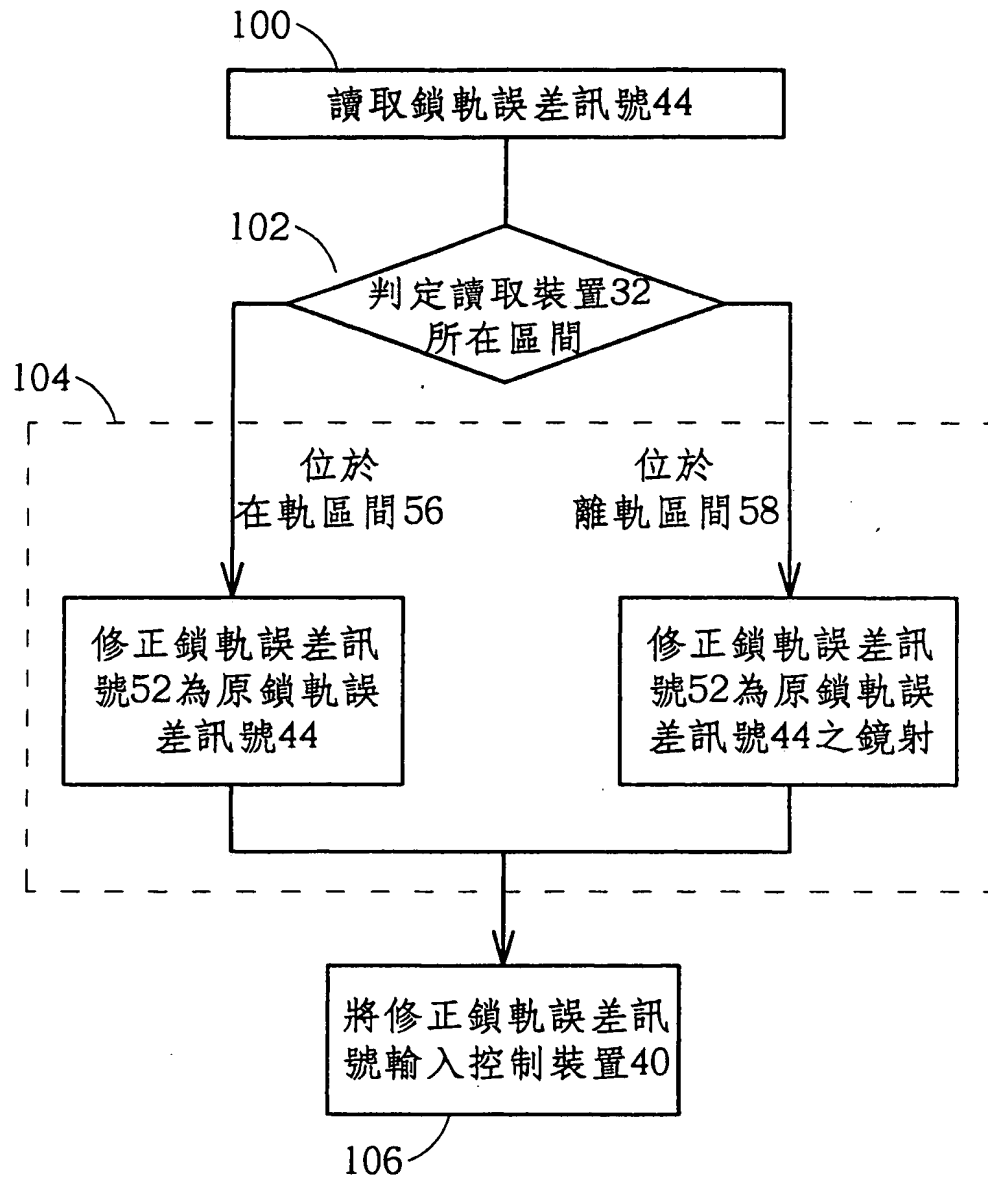 100
讀取鎖軌誤差訊號44
102
判定讀取裝置32
所在區間
104
位於
在軌區間56
位於
離軌區間58
修正鎖軌誤差訊
號52為原鎖軌誤
差訊號44
修正鎖軌誤差訊
號52為原鎖軌誤
差訊號44之鏡射
將修正鎖軌誤差訊
號輸入控制裝置40
106